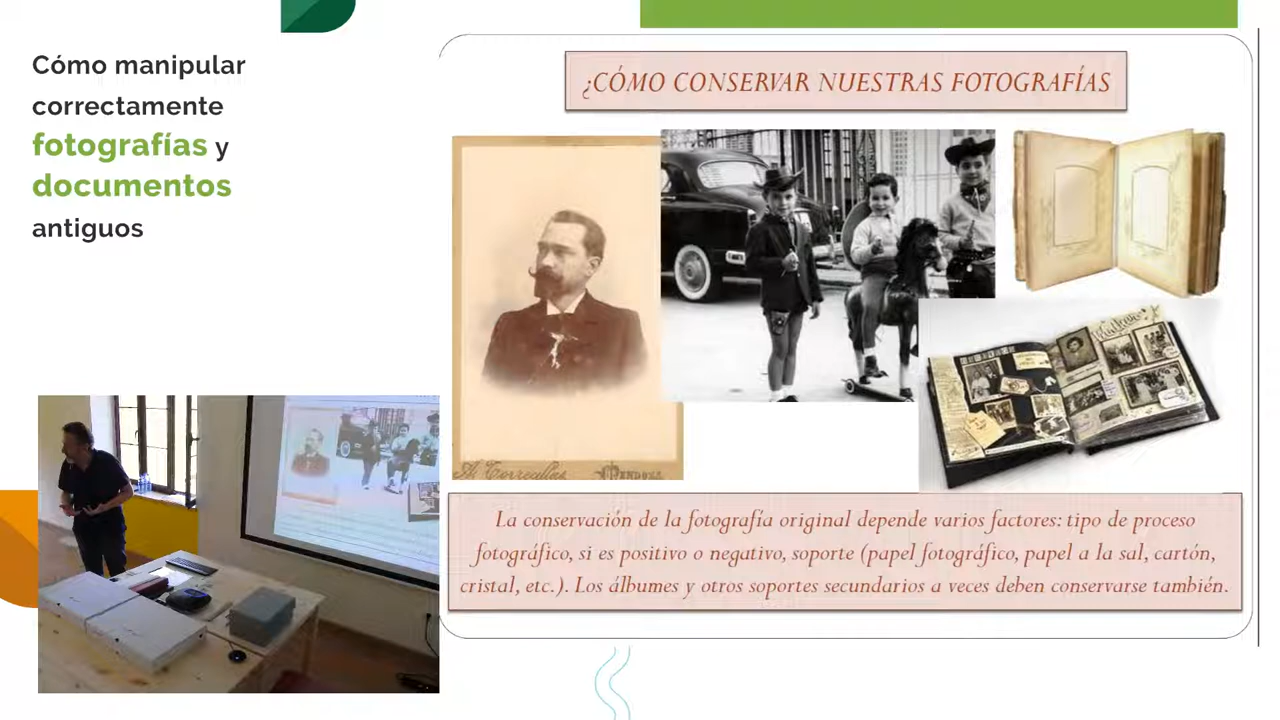 Cómo manipular
correctamente
fotografías y
documentos
antiguos
¿CÓMO CONSERVAR NUESTRAS FOTOGRAFÍAS
La conservación de la fotografía original depende varios factores: tipo de proceso
fotográfico, si es positivo o negativo, soporte (papel fotográfico, papel a la sal, cartón,
cristal, etc.). Los álbumes y otros soportes secundarios a veces deben conservarse también.